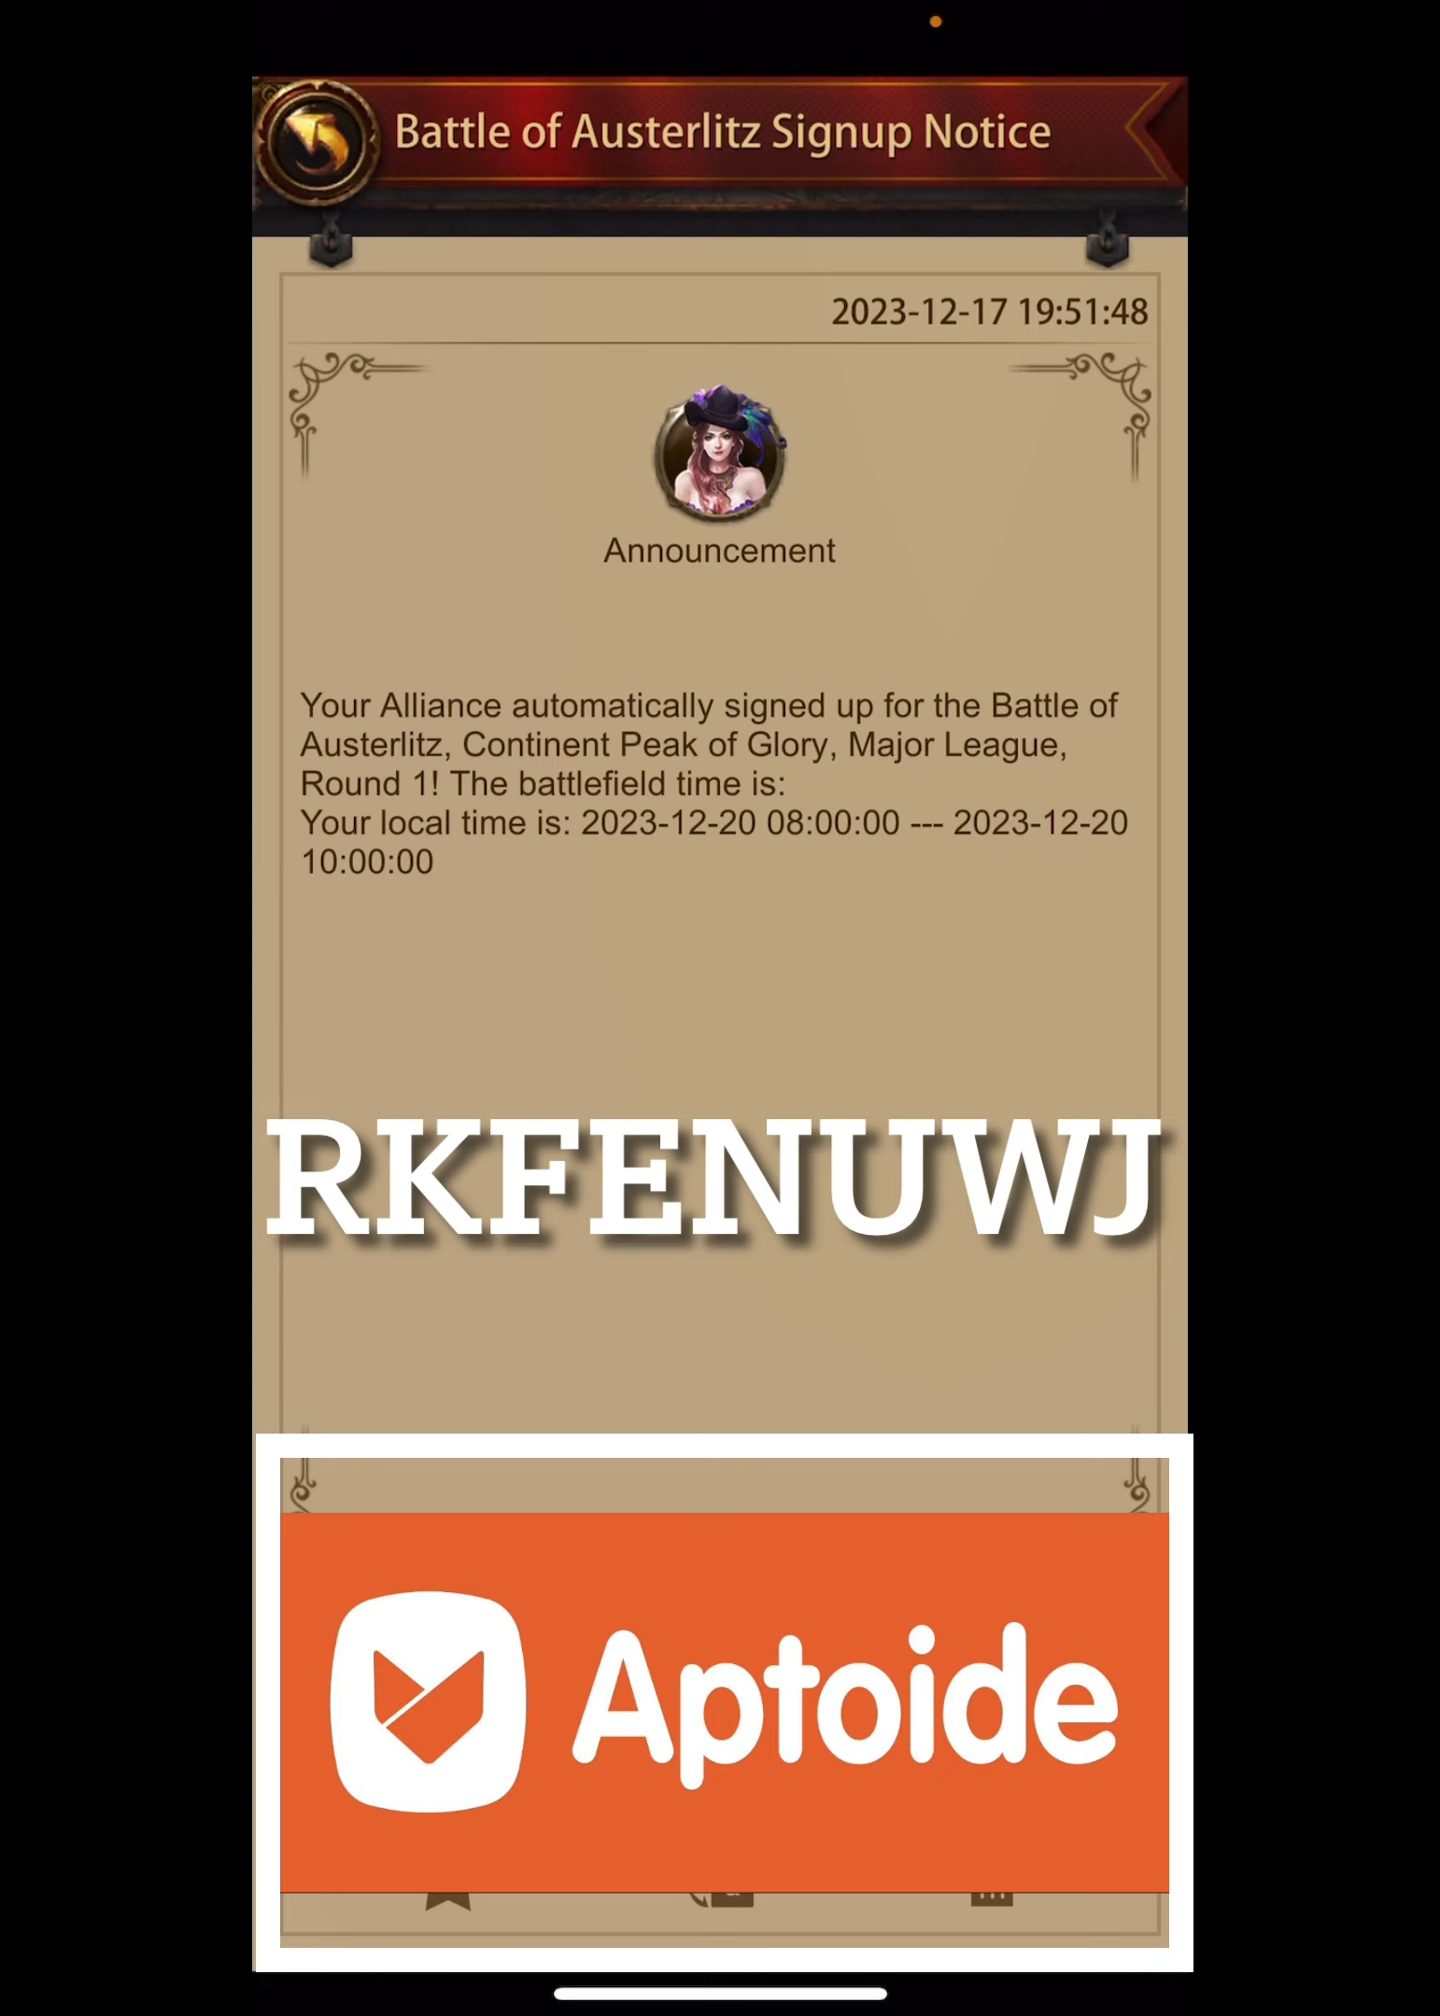 Battle of Austerlitz Signup Notice
2023-12-17 19:51:48
Announcement
Your Alliance automatically signed up for the Battle of
Austerlitz, Continent Peak of Glory, Major League,
Round 1! The battlefield time is:
Your local time is: 2023-12-20 08:00:00 --- 2023-12-20
10:00:00
RKFENUWJ
Aptoide